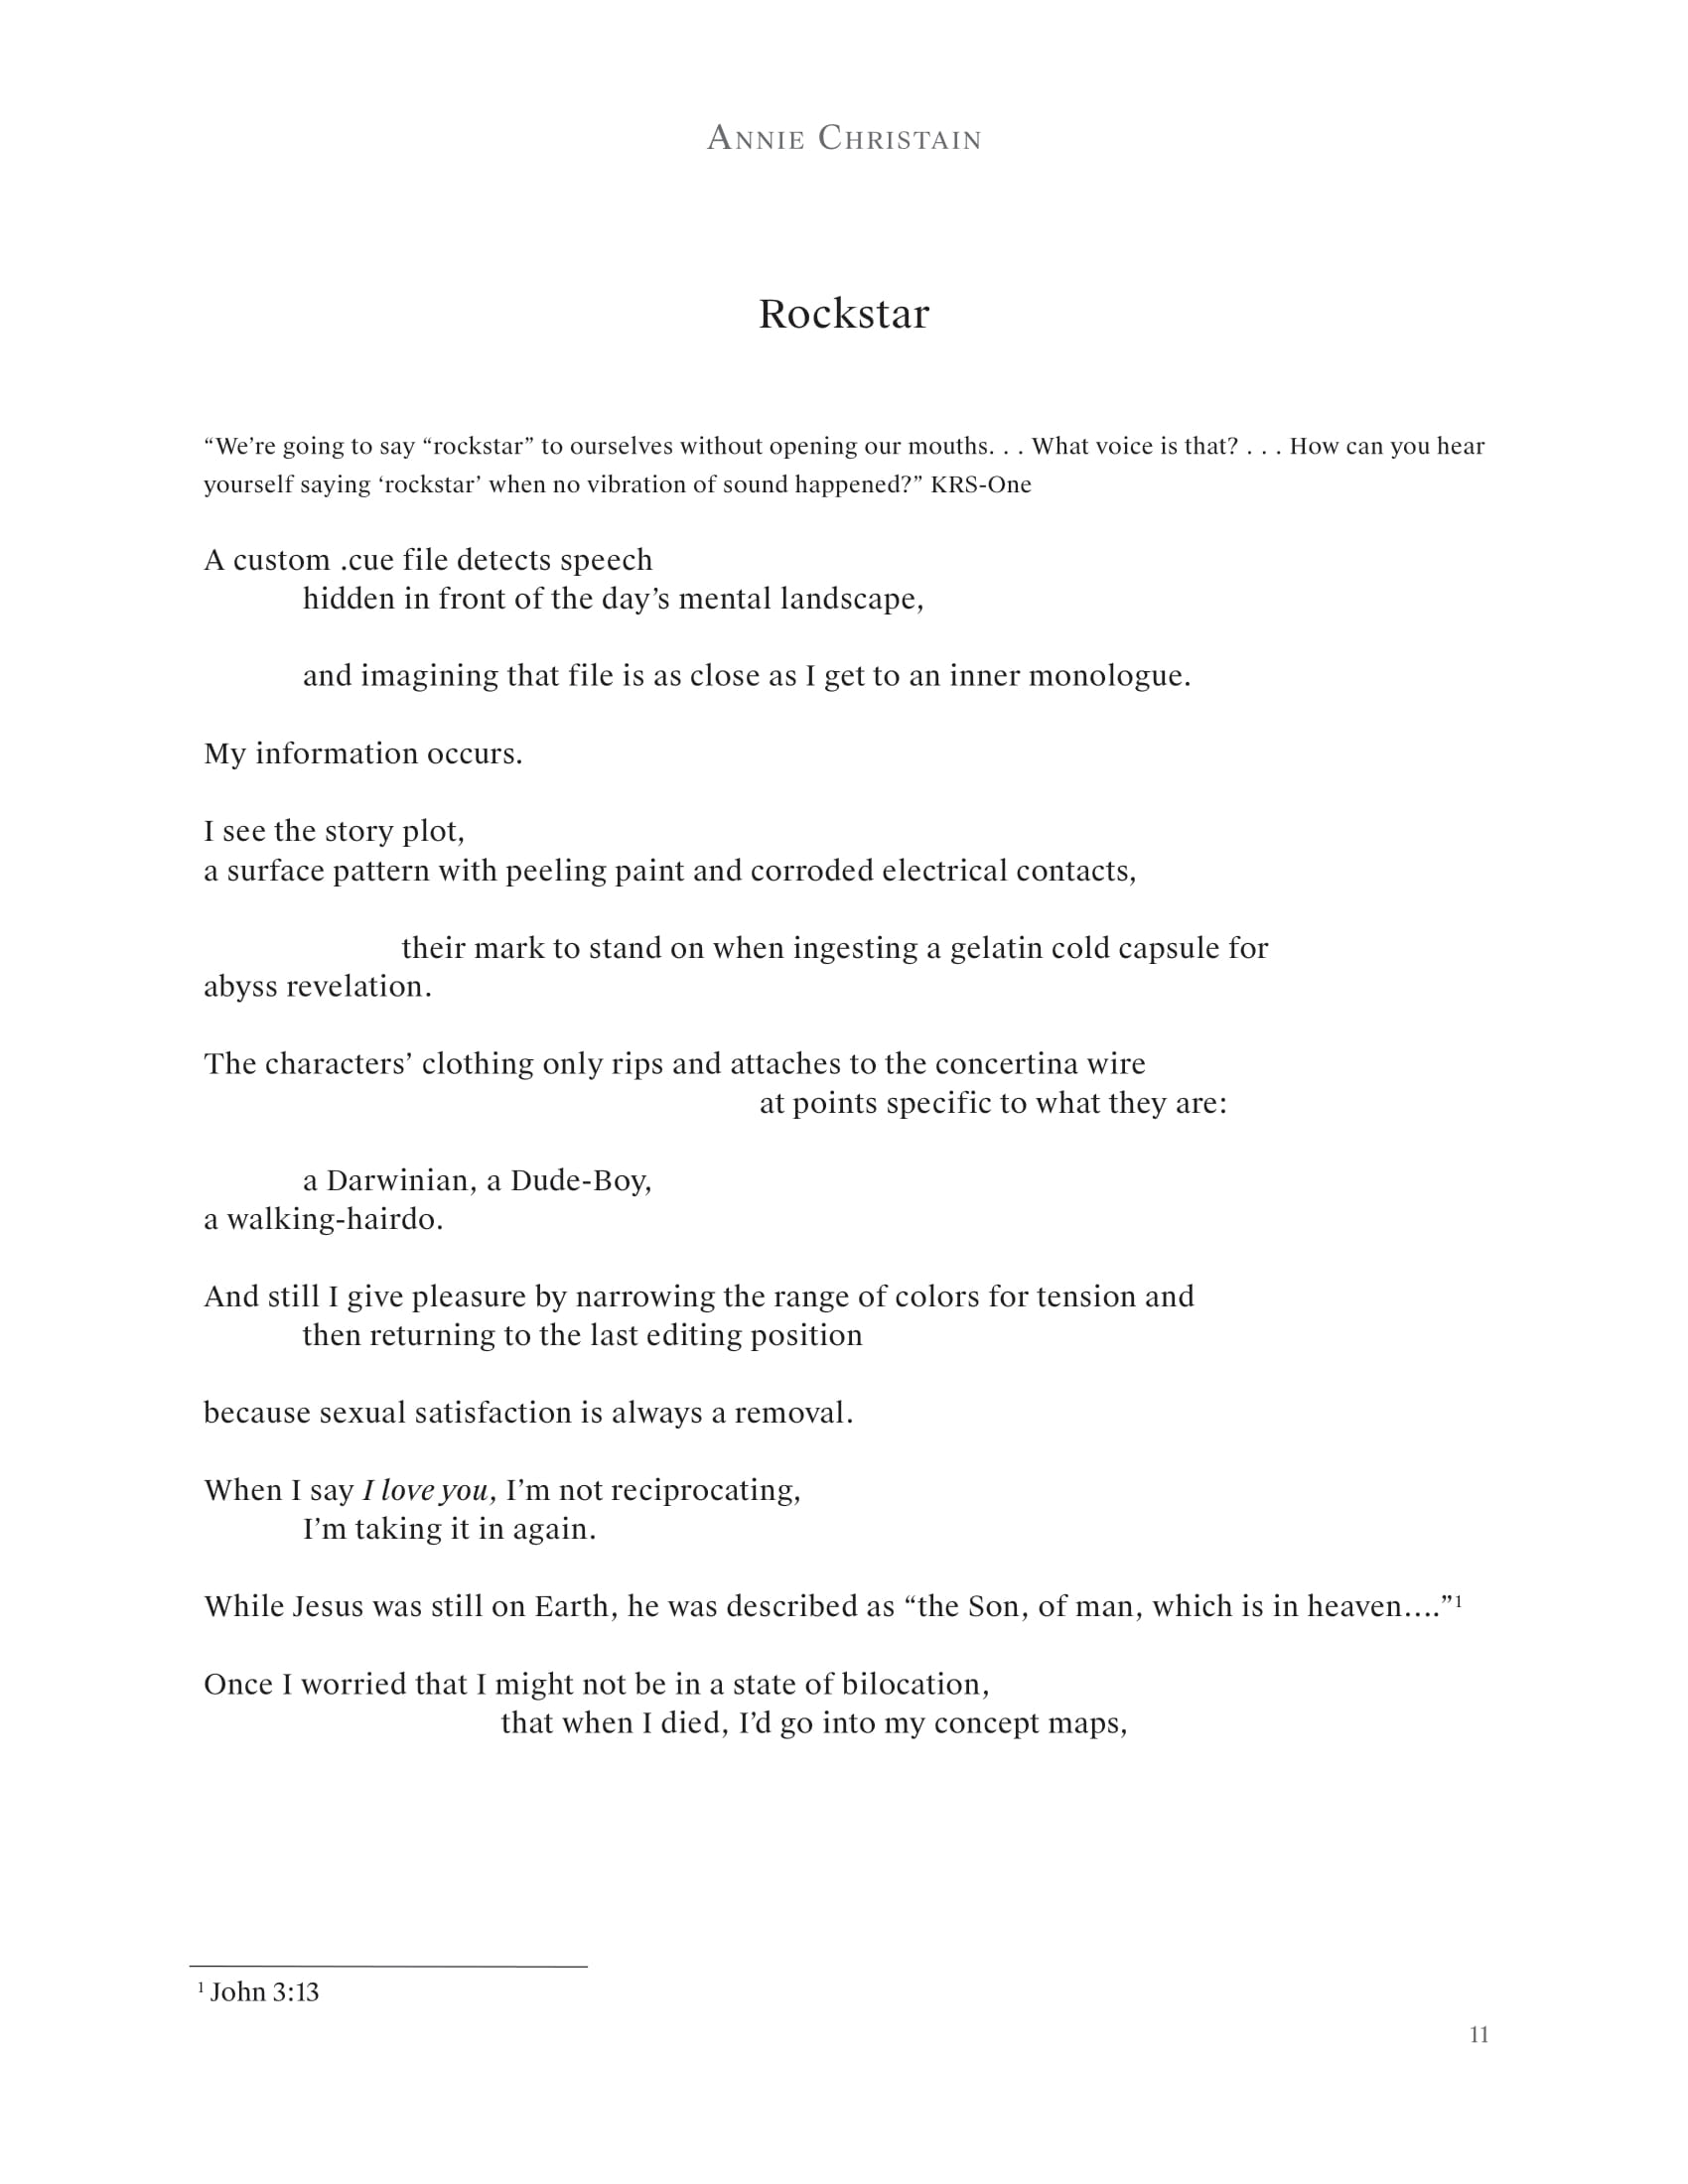 Annie Christain
Rockstar
“We’re going to say “rockstar” to ourselves without opening our mouths. . . What voice is that? . . . How can you hear
yourself saying ‘rockstar’ when no vibration of sound happened?” KRS-One
A custom .cue file detects speech
hidden in front of the day’s mental landscape,
and imagining that file is as close as I get to an inner monologue.
My information occurs.
I see the story plot,
a surface pattern with peeling paint and corroded electrical contacts,
their mark to stand on when ingesting a gelatin cold capsule for
abyss revelation.
The characters’ clothing only rips and attaches to the concertina wire
at points specific to what they are:
a Darwinian, a Dude-Boy,
a walking-hairdo.
And still I give pleasure by narrowing the range of colors for tension and
then returning to the last editing position
because sexual satisfaction is always a removal.
When I say I love you, I’m not reciprocating,
I’m taking it in again.
While Jesus was still on Earth, he was described as “the Son, of man, which is in heaven….”¹
Once I worried that I might not be in a state of bilocation,
that when I died, I’d go into my concept maps,
¹ John 3:13
11